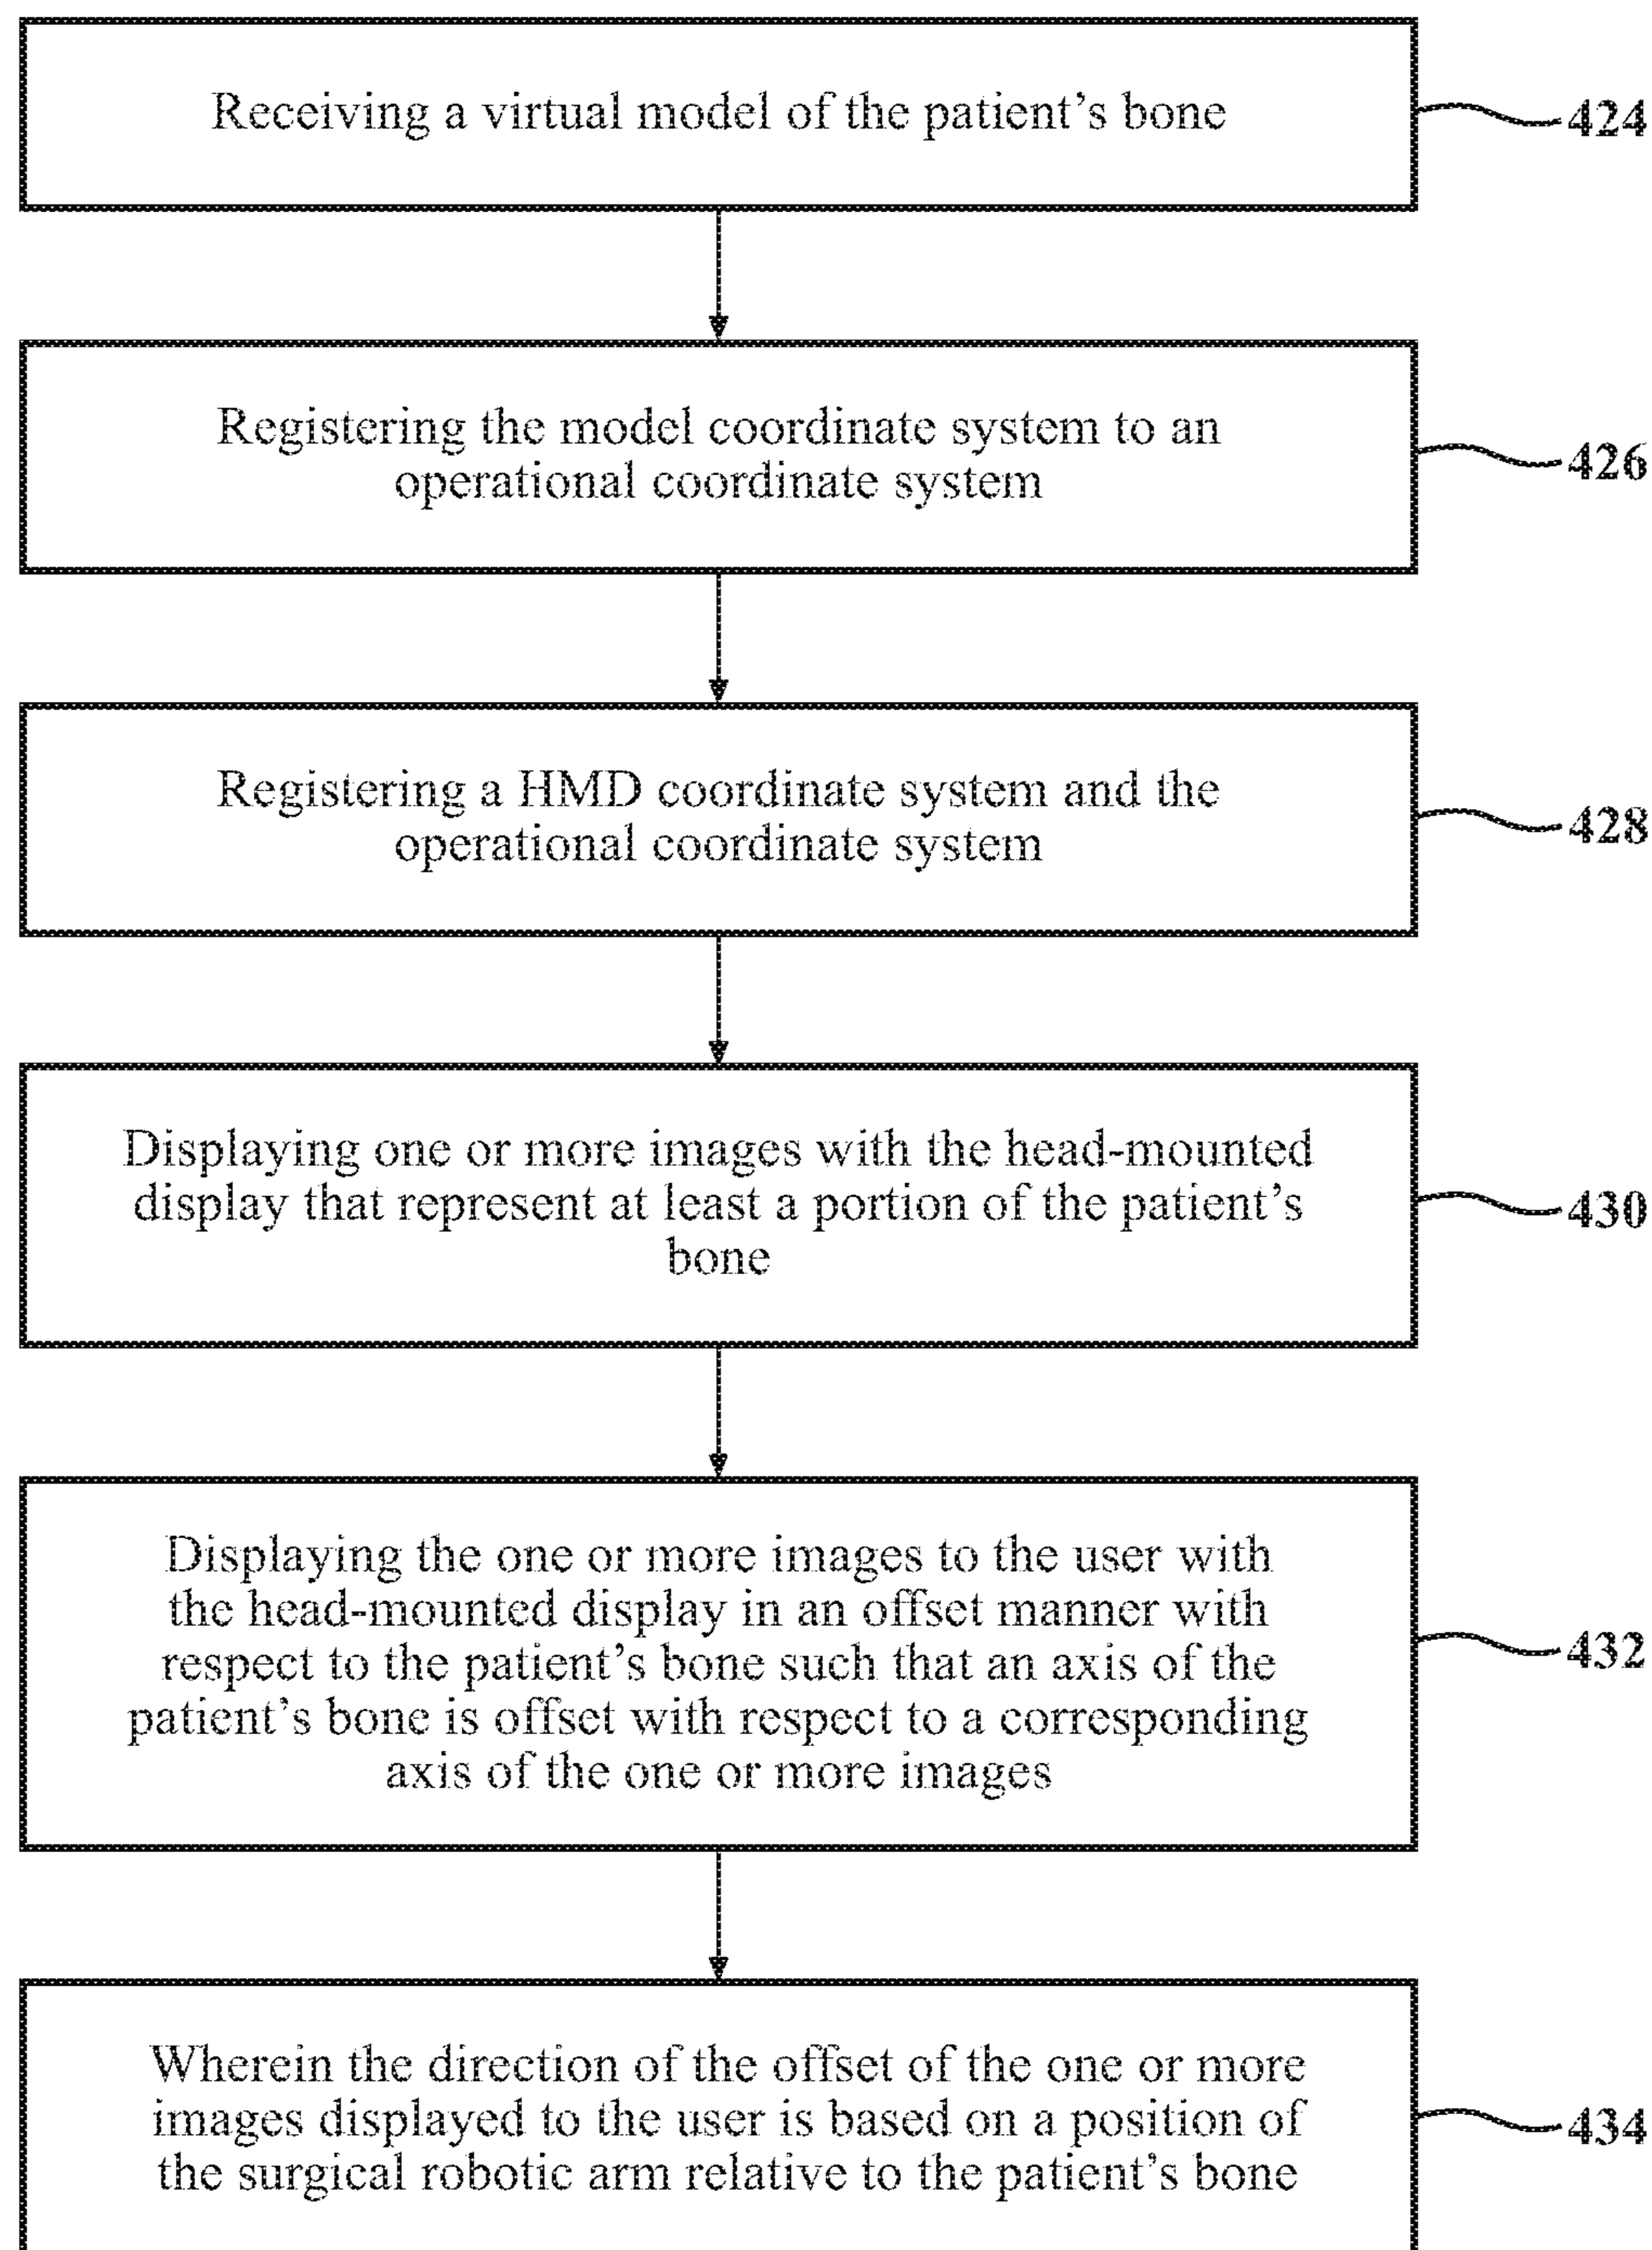 Receiving a virtual model of the patient's bone
424
Registering the model coordinate system to an
operational coordinate system
426
Registering a HMD coordinate system and the
operational coordinate system
428
Displaying one or more images with the head-mounted
display that represent at least a portion of the patient's
bone
430
Displaying the one or more images to the user with
the head-mounted display in an offset manner with
respect to the patient's bone such that an axis of the
patient's bone is offset with respect to a corresponding
axis of the one or more images
432
Wherein the direction of the offset of the one or more
images displayed to the user is based on a position of
the surgical robotic arm relative to the patient's bone
434